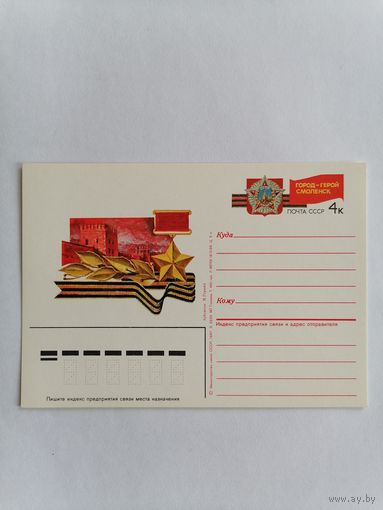 ГОРОД-ГЕРОЙ
СМОЛЕНСК
ПОЧТА СССР 4к
Куда
Кому
Индекс предприятия связи и адрес отправителя
Пишите индекс предприятия связи места назначения
www.ay.by